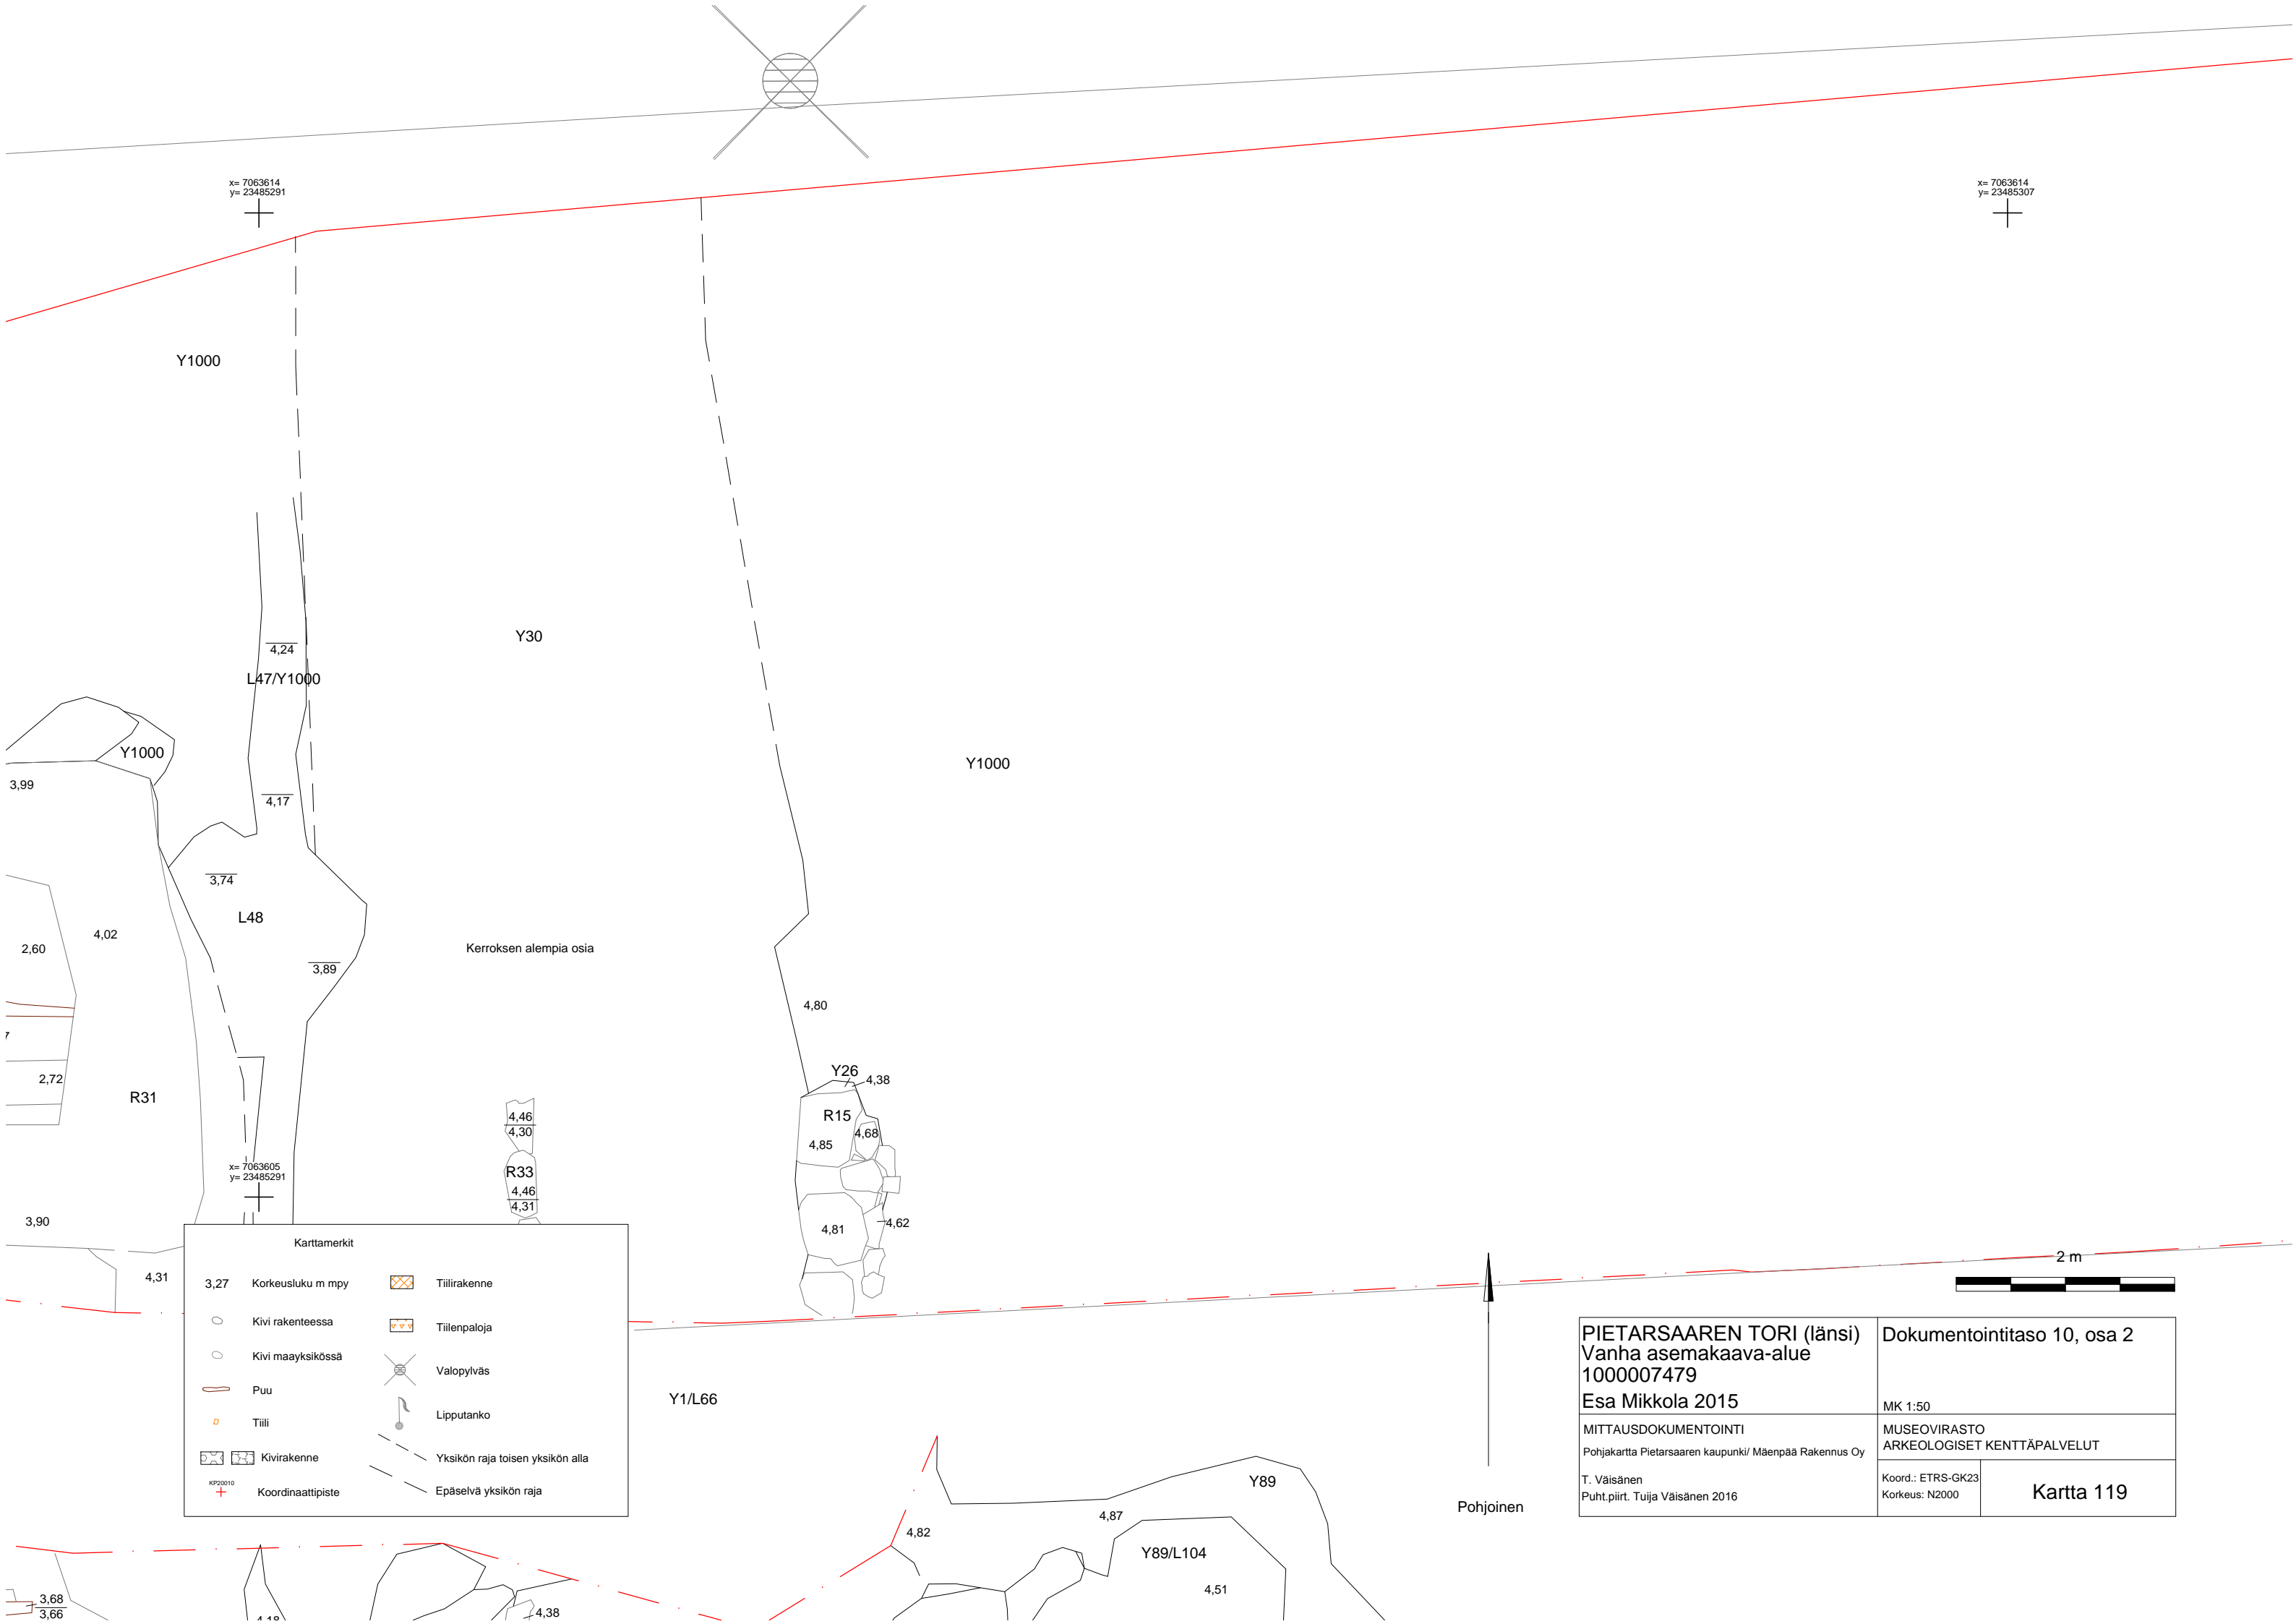 x= 7063614
y= 23485291
x= 7063614
y= 23485307
Y1000
Y30
4,24
L47/Y1000
Y1000
3,99
4,17
Y1000
3,74
L48
4,02
2,60
3,89
Kerroksen alempia osia
4,80
7
2,72
R31
Y26
4,38
R15
4,46
4,30
4,85
4,68
x= 7063605
y= 23485291
R33
4,46
4,31
3,90
4,81
4,62
4,31
Karttamerkit
3,27 Korkeusluku m mpy
Kivi rakenteessa
Kivi maayksikössä
Puu
Tiili
Kivirakenne
KP20010
Koordinaattipiste
Tiilirakenne
Tiilenpaloja
Valopylväs
Lipputanko
Yksikön raja toisen yksikön alla
Epäselvä yksikön raja
Y1/L66
2 m
Pohjoinen
PIETARSAAREN TORI (länsi)
Vanha asemakaava-alue
1000007479
Esa Mikkola 2015
Dokumentointitaso 10, osa 2
MK 1:50
MITTAUSDOKUMENTOINTI
Pohjakartta Pietarsaaren kaupunki/ Mäenpää Rakennus Oy
T. Väisänen
Puht.piirt. Tuija Väisänen 2016
MUSEOVIRASTO
ARKEOLOGISET KENTTÄPALVELUT
Koord.: ETRS-GK23
Korkeus: N2000
Kartta 119
Y89
4,87
4,82
Y89/L104
4,51
3,68
3,66
4,18
4,38